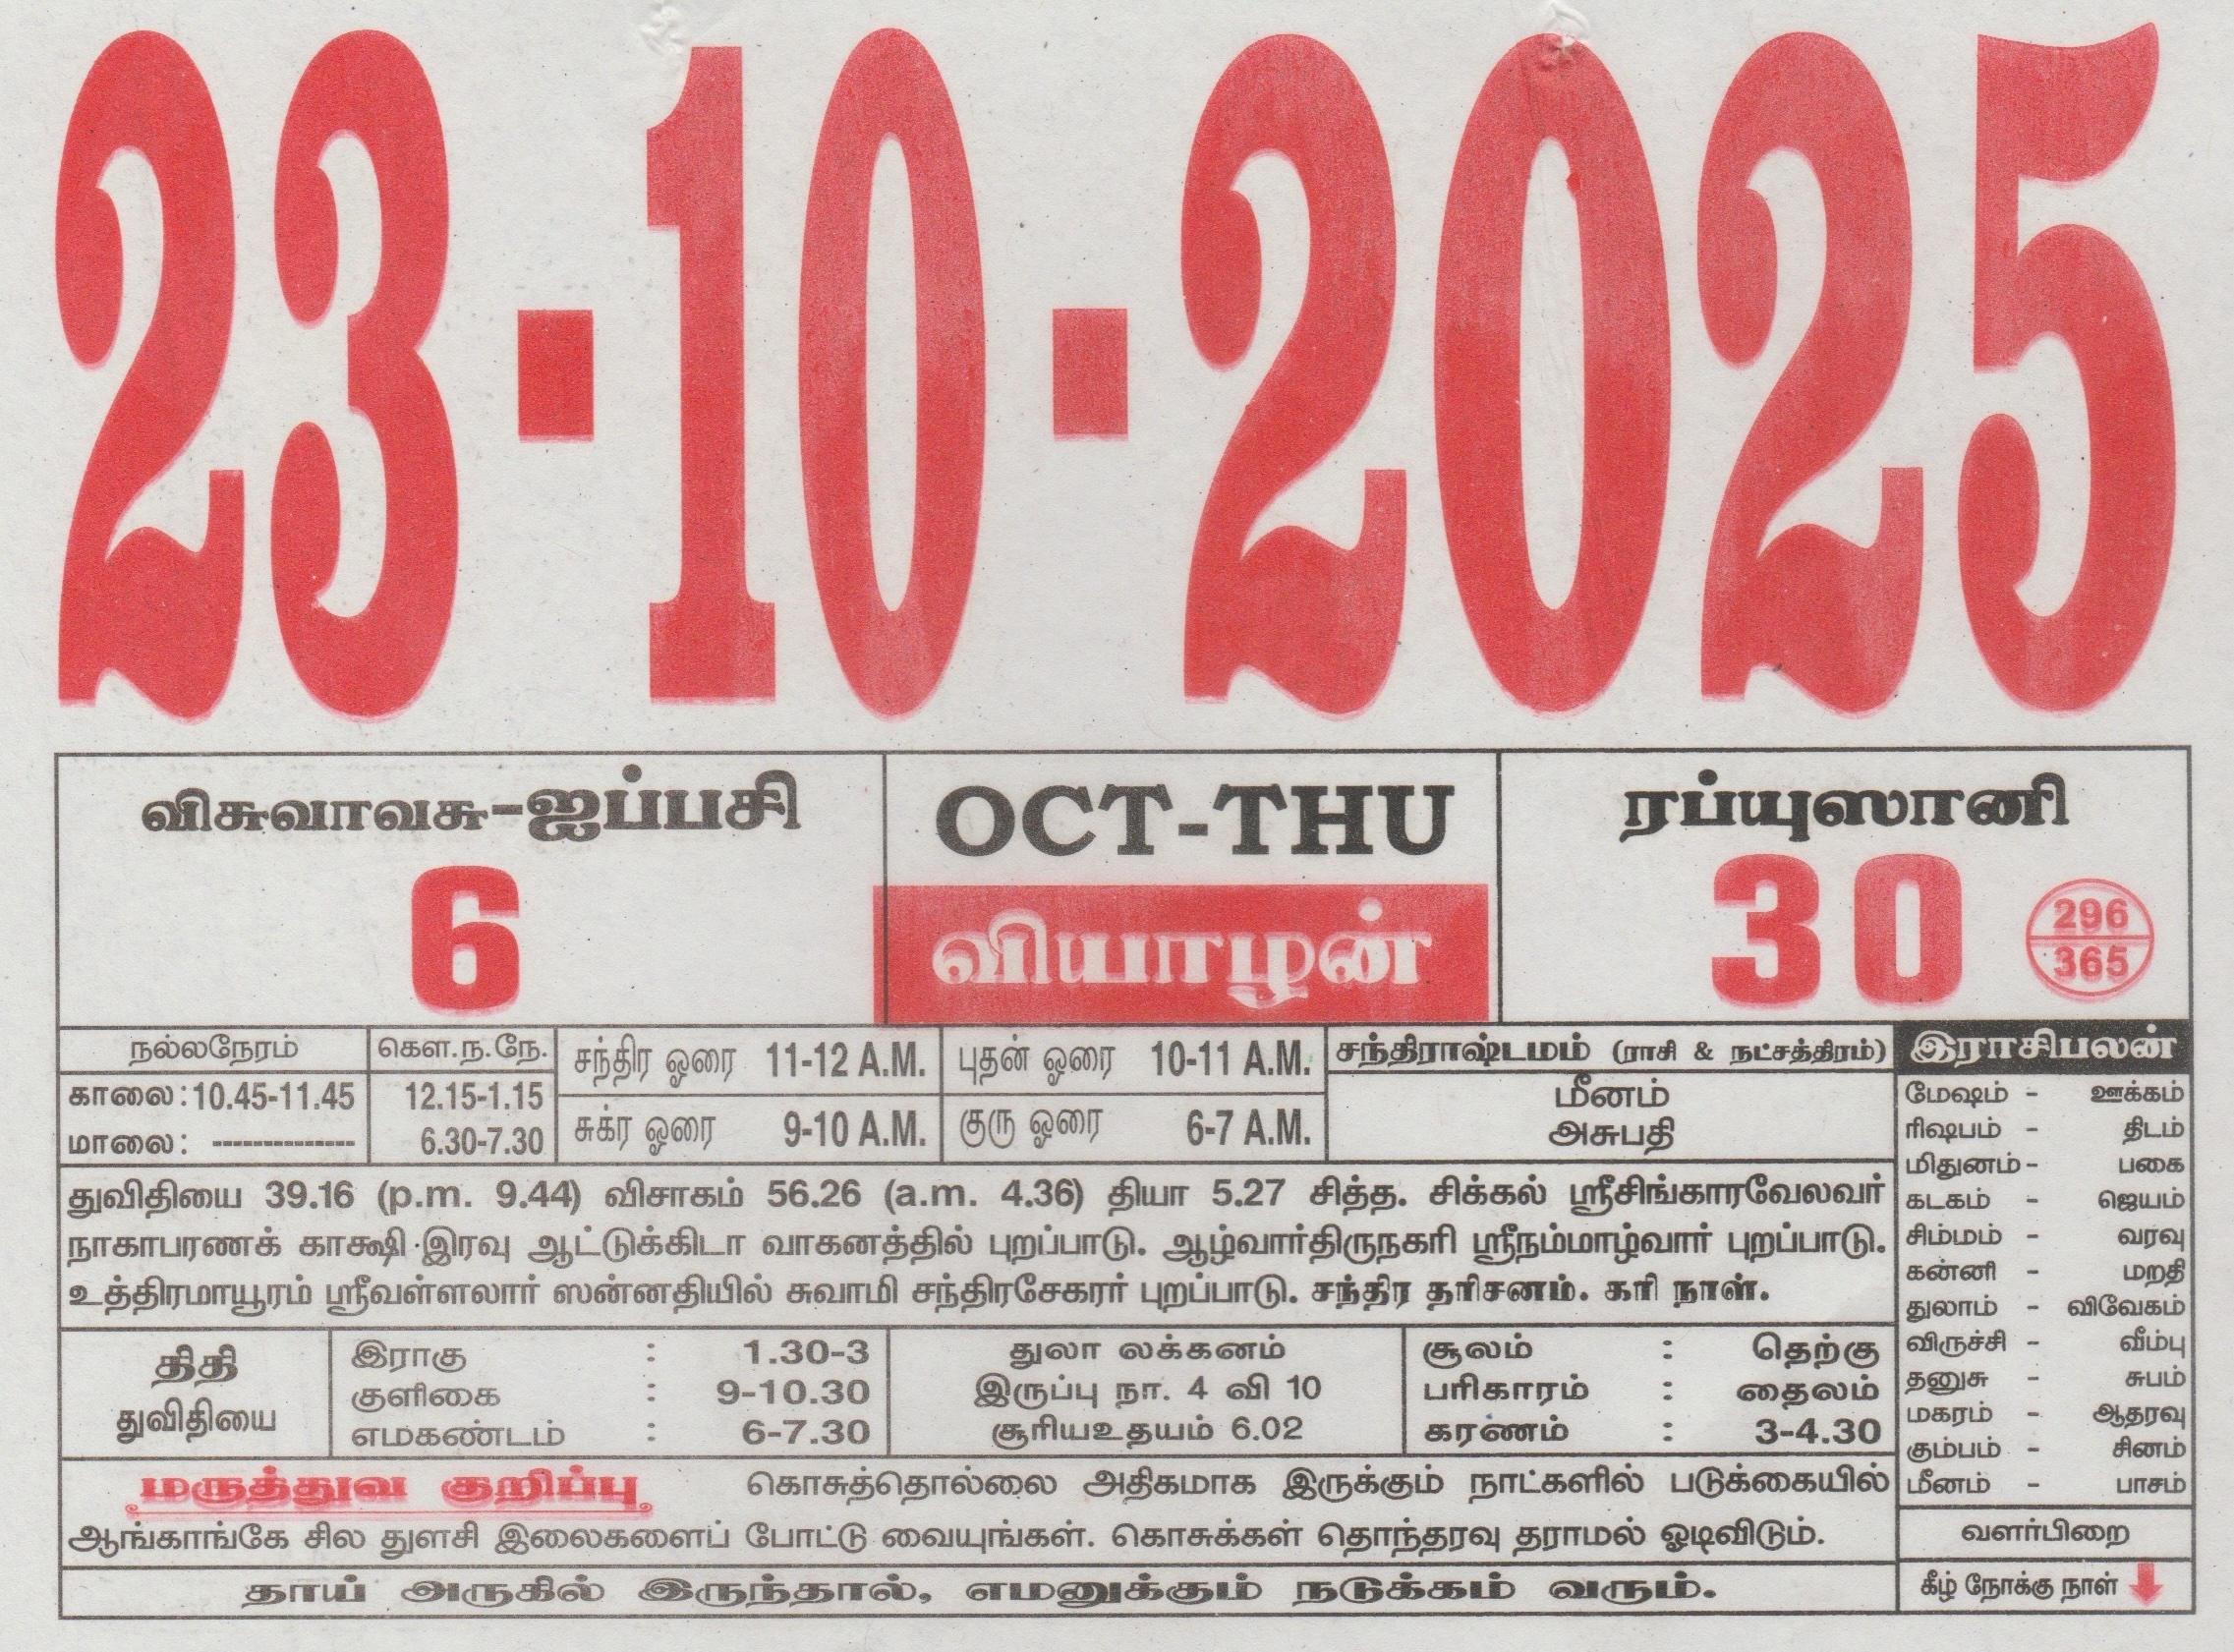 23-10-2025
விசுவாவசு-ஐப்பசி
6
OCT-THU
வியாழன்
ரப்யுஸானி
30
296
365
நல்லநேரம்
காலை: 10.45-11.45
மாலை: --------------
கௌ.ந.நே.
12.15-1.15
6.30-7.30
சந்திர ஓரை 11-12 A.M.
சுக்ர ஓரை 9-10 A.M.
புதன் ஓரை 10-11 A.M.
குரு ஓரை 6-7 A.M.
சந்திராஷ்டமம் (ராசி & நட்சத்திரம்)
மீனம்
அசுபதி
துவிதியை 39.16 (p.m. 9.44) விசாகம் 56.26 (a.m. 4.36) தியா 5.27 சித்த. சிக்கல் ஸ்ரீசிங்காரவேலவர்
நாகாபரணக் காக்ஷி இரவு ஆட்டுக்கிடா வாகனத்தில் புறப்பாடு. ஆழ்வார்திருநகரி ஸ்ரீநம்மாழ்வார் புறப்பாடு.
உத்திரமாயூரம் ஸ்ரீவள்ளலார் ஸன்னதியில் சுவாமி சந்திரசேகரர் புறப்பாடு. சந்திர தரிசனம். கரி நாள்.
திதி
துவிதியை
இராகு : 1.30-3
குளிகை : 9-10.30
எமகண்டம் : 6-7.30
துலா லக்கனம்
இருப்பு நா. 4 வி 10
சூரியஉதயம் 6.02
சூலம் : தெற்கு
பரிகாரம் : தைலம்
கரணம் : 3-4.30
மருத்துவ குறிப்பு கொசுத்தொல்லை அதிகமாக இருக்கும் நாட்களில் படுக்கையில்
ஆங்காங்கே சில துளசி இலைகளைப் போட்டு வையுங்கள். கொசுக்கள் தொந்தரவு தராமல் ஓடிவிடும்.
தாய் அருகில் இருந்தால், எமனுக்கும் நடுக்கம் வரும்.
இராசிபலன்
மேஷம் - ஊக்கம்
ரிஷபம் - திடம்
மிதுனம் - பகை
கடகம் - ஜெயம்
சிம்மம் - வரவு
கன்னி - மறதி
துலாம் - விவேகம்
விருச்சி - வீம்பு
தனுசு - சுபம்
மகரம் - ஆதரவு
கும்பம் - சினம்
மீனம் - பாசம்
வளர்பிறை
கீழ் நோக்கு நாள்